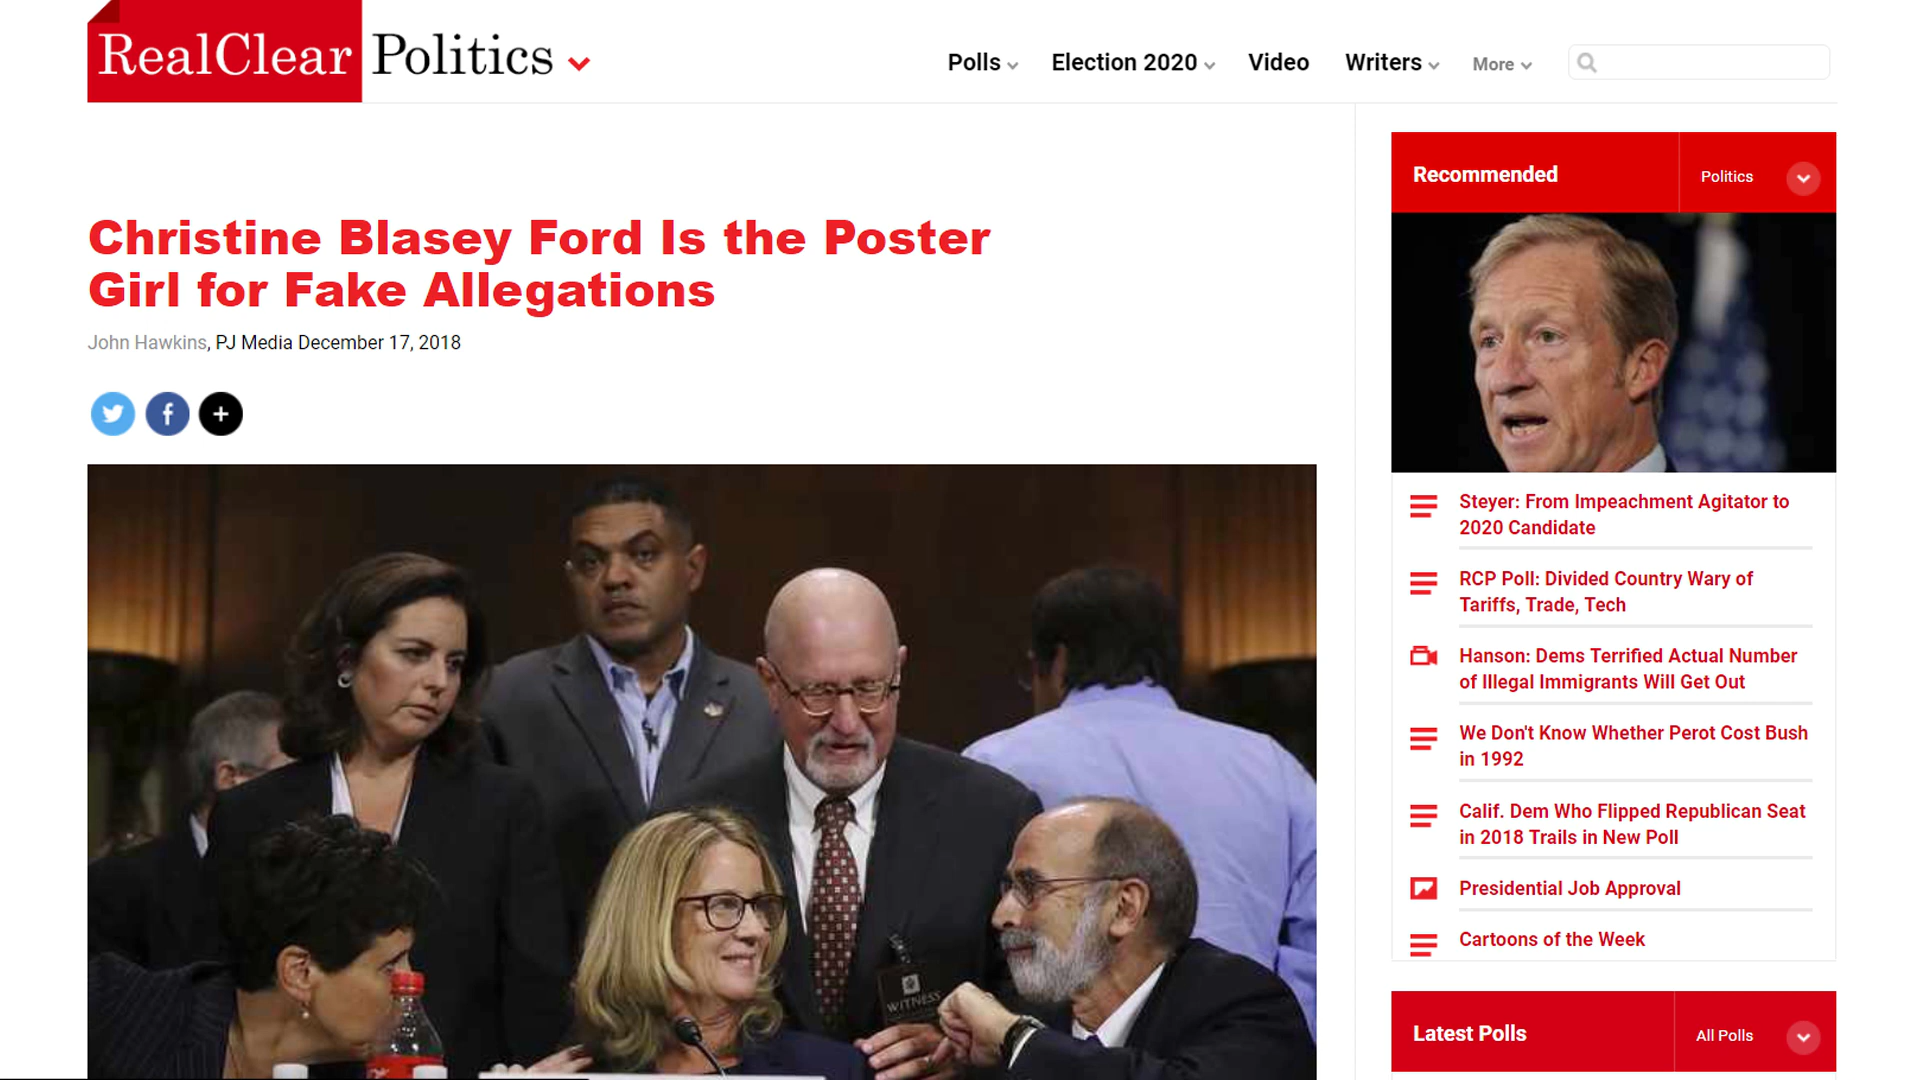 RealClear Politics
Polls
Election 2020
Video
Writers
More
Christine Blasey Ford Is the Poster
Girl for Fake Allegations
John Hawkins, PJ Media December 17, 2018
WITNESS
Recommended
Politics
Steyer: From Impeachment Agitator to
2020 Candidate
RCP Poll: Divided Country Wary of
Tariffs, Trade, Tech
Hanson: Dems Terrified Actual Number
of Illegal Immigrants Will Get Out
We Don't Know Whether Perot Cost Bush
in 1992
Calif. Dem Who Flipped Republican Seat
in 2018 Trails in New Poll
Presidential Job Approval
Cartoons of the Week
Latest Polls
All Polls